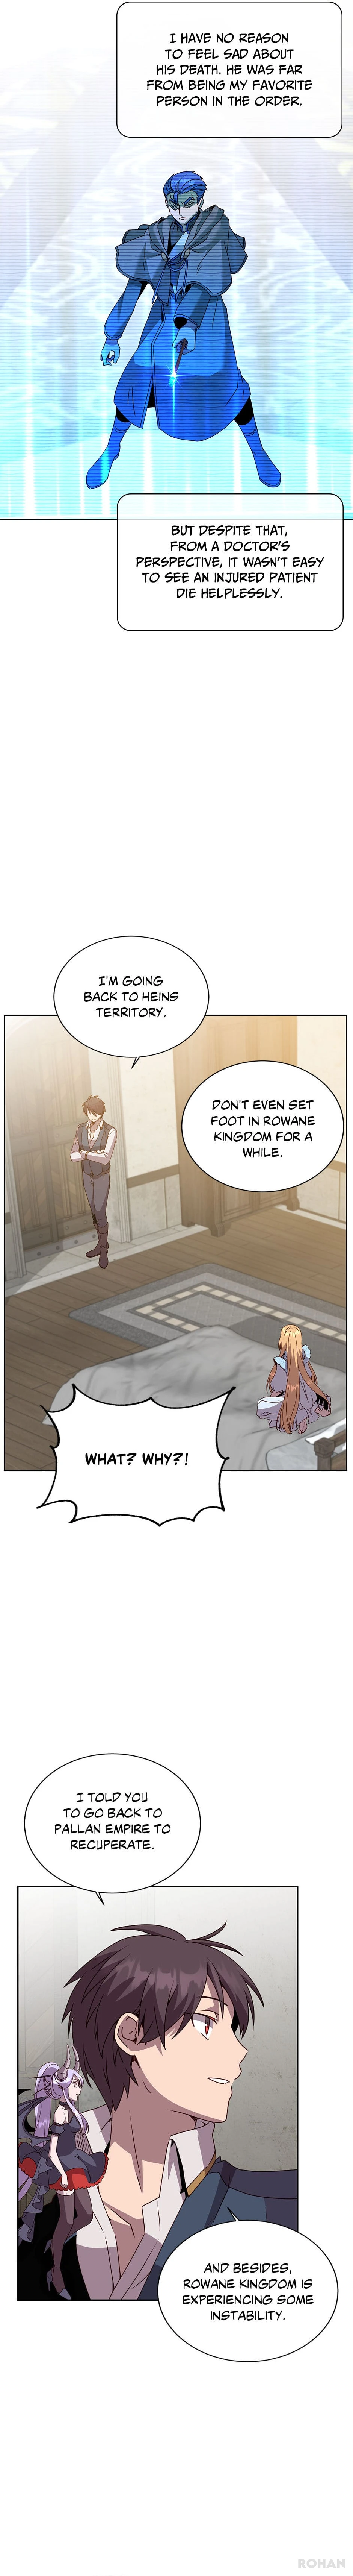 I HAVE NO REASON
TO FEEL SAD ABOUT
HIS DEATH. HE WAS FAR
FROM BEING MY FAVORITE
PERSON IN THE ORDER.
BUT DESPITE THAT,
FROM A DOCTOR'S
PERSPECTIVE, IT WASN'T EASY
TO SEE AN INJURED PATIENT
DIE HELPLESSLY.
I'M GOING
BACK TO HEINS
TERRITORY.
DON'T EVEN SET
FOOT IN ROWANE
KINGDOM FOR A
WHILE.
WHAT? WHY?!
I TOLD YOU
TO GO BACK TO
PALLAN EMPIRE TO
RECUPERATE.
AND BESIDES,
ROWANE KINGDOM IS
EXPERIENCING SOME
INSTABILITY.
ROHAN